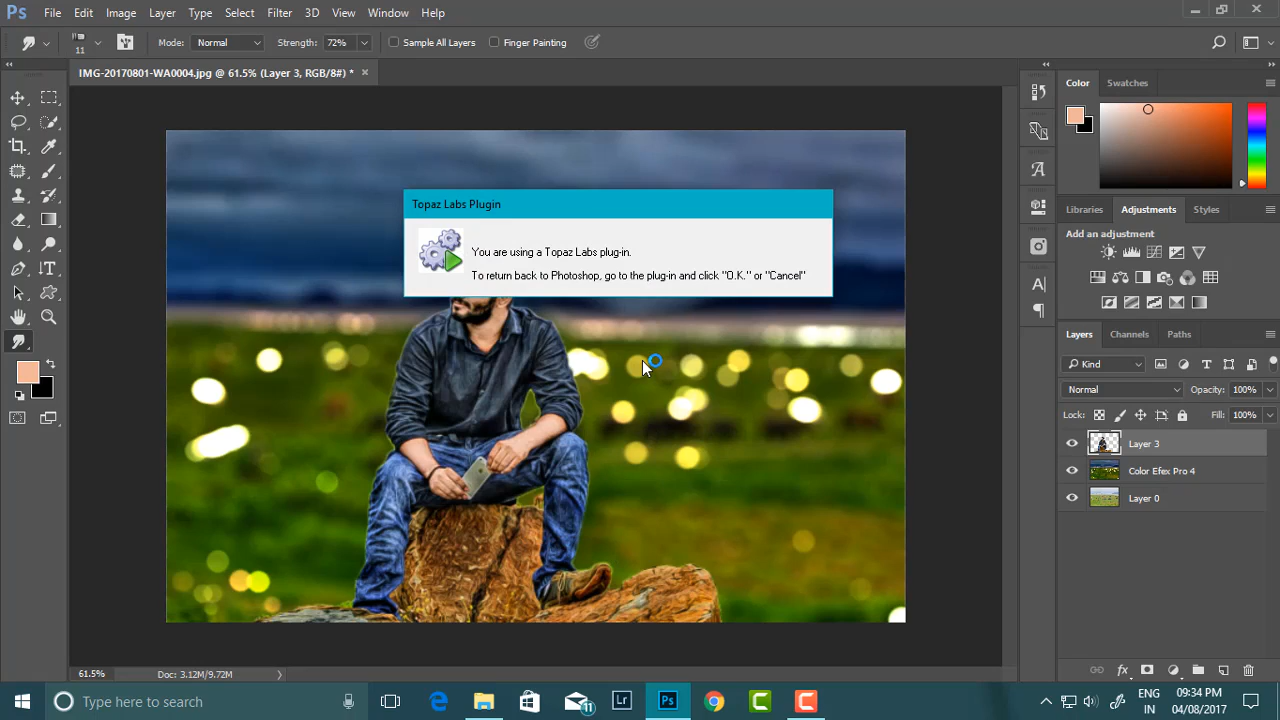 Ps File Edit Image Layer Type Select Filter 3D View Window Help
11 Mode: Normal Strength: 72% Sample All Layers Finger Painting
IMG-20170801-WA0004.jpg @ 61.5% (Layer 3, RGB/8#) * ×
Color Swatches
Topaz Labs Plugin
You are using a Topaz Labs plug-in.
To return back to Photoshop, go to the plug-in and click "O.K." or "Cancel"
Libraries Adjustments Styles
Add an adjustment
Layers Channels Paths
Kind
Normal Opacity: 100%
Lock: Fill: 100%
Layer 3
Color Efex Pro 4
Layer 0
61.5% Doc: 3.12M/9.72M
Type here to search
11
Lr
Ps
ENG
IN
09:34 PM
04/08/2017